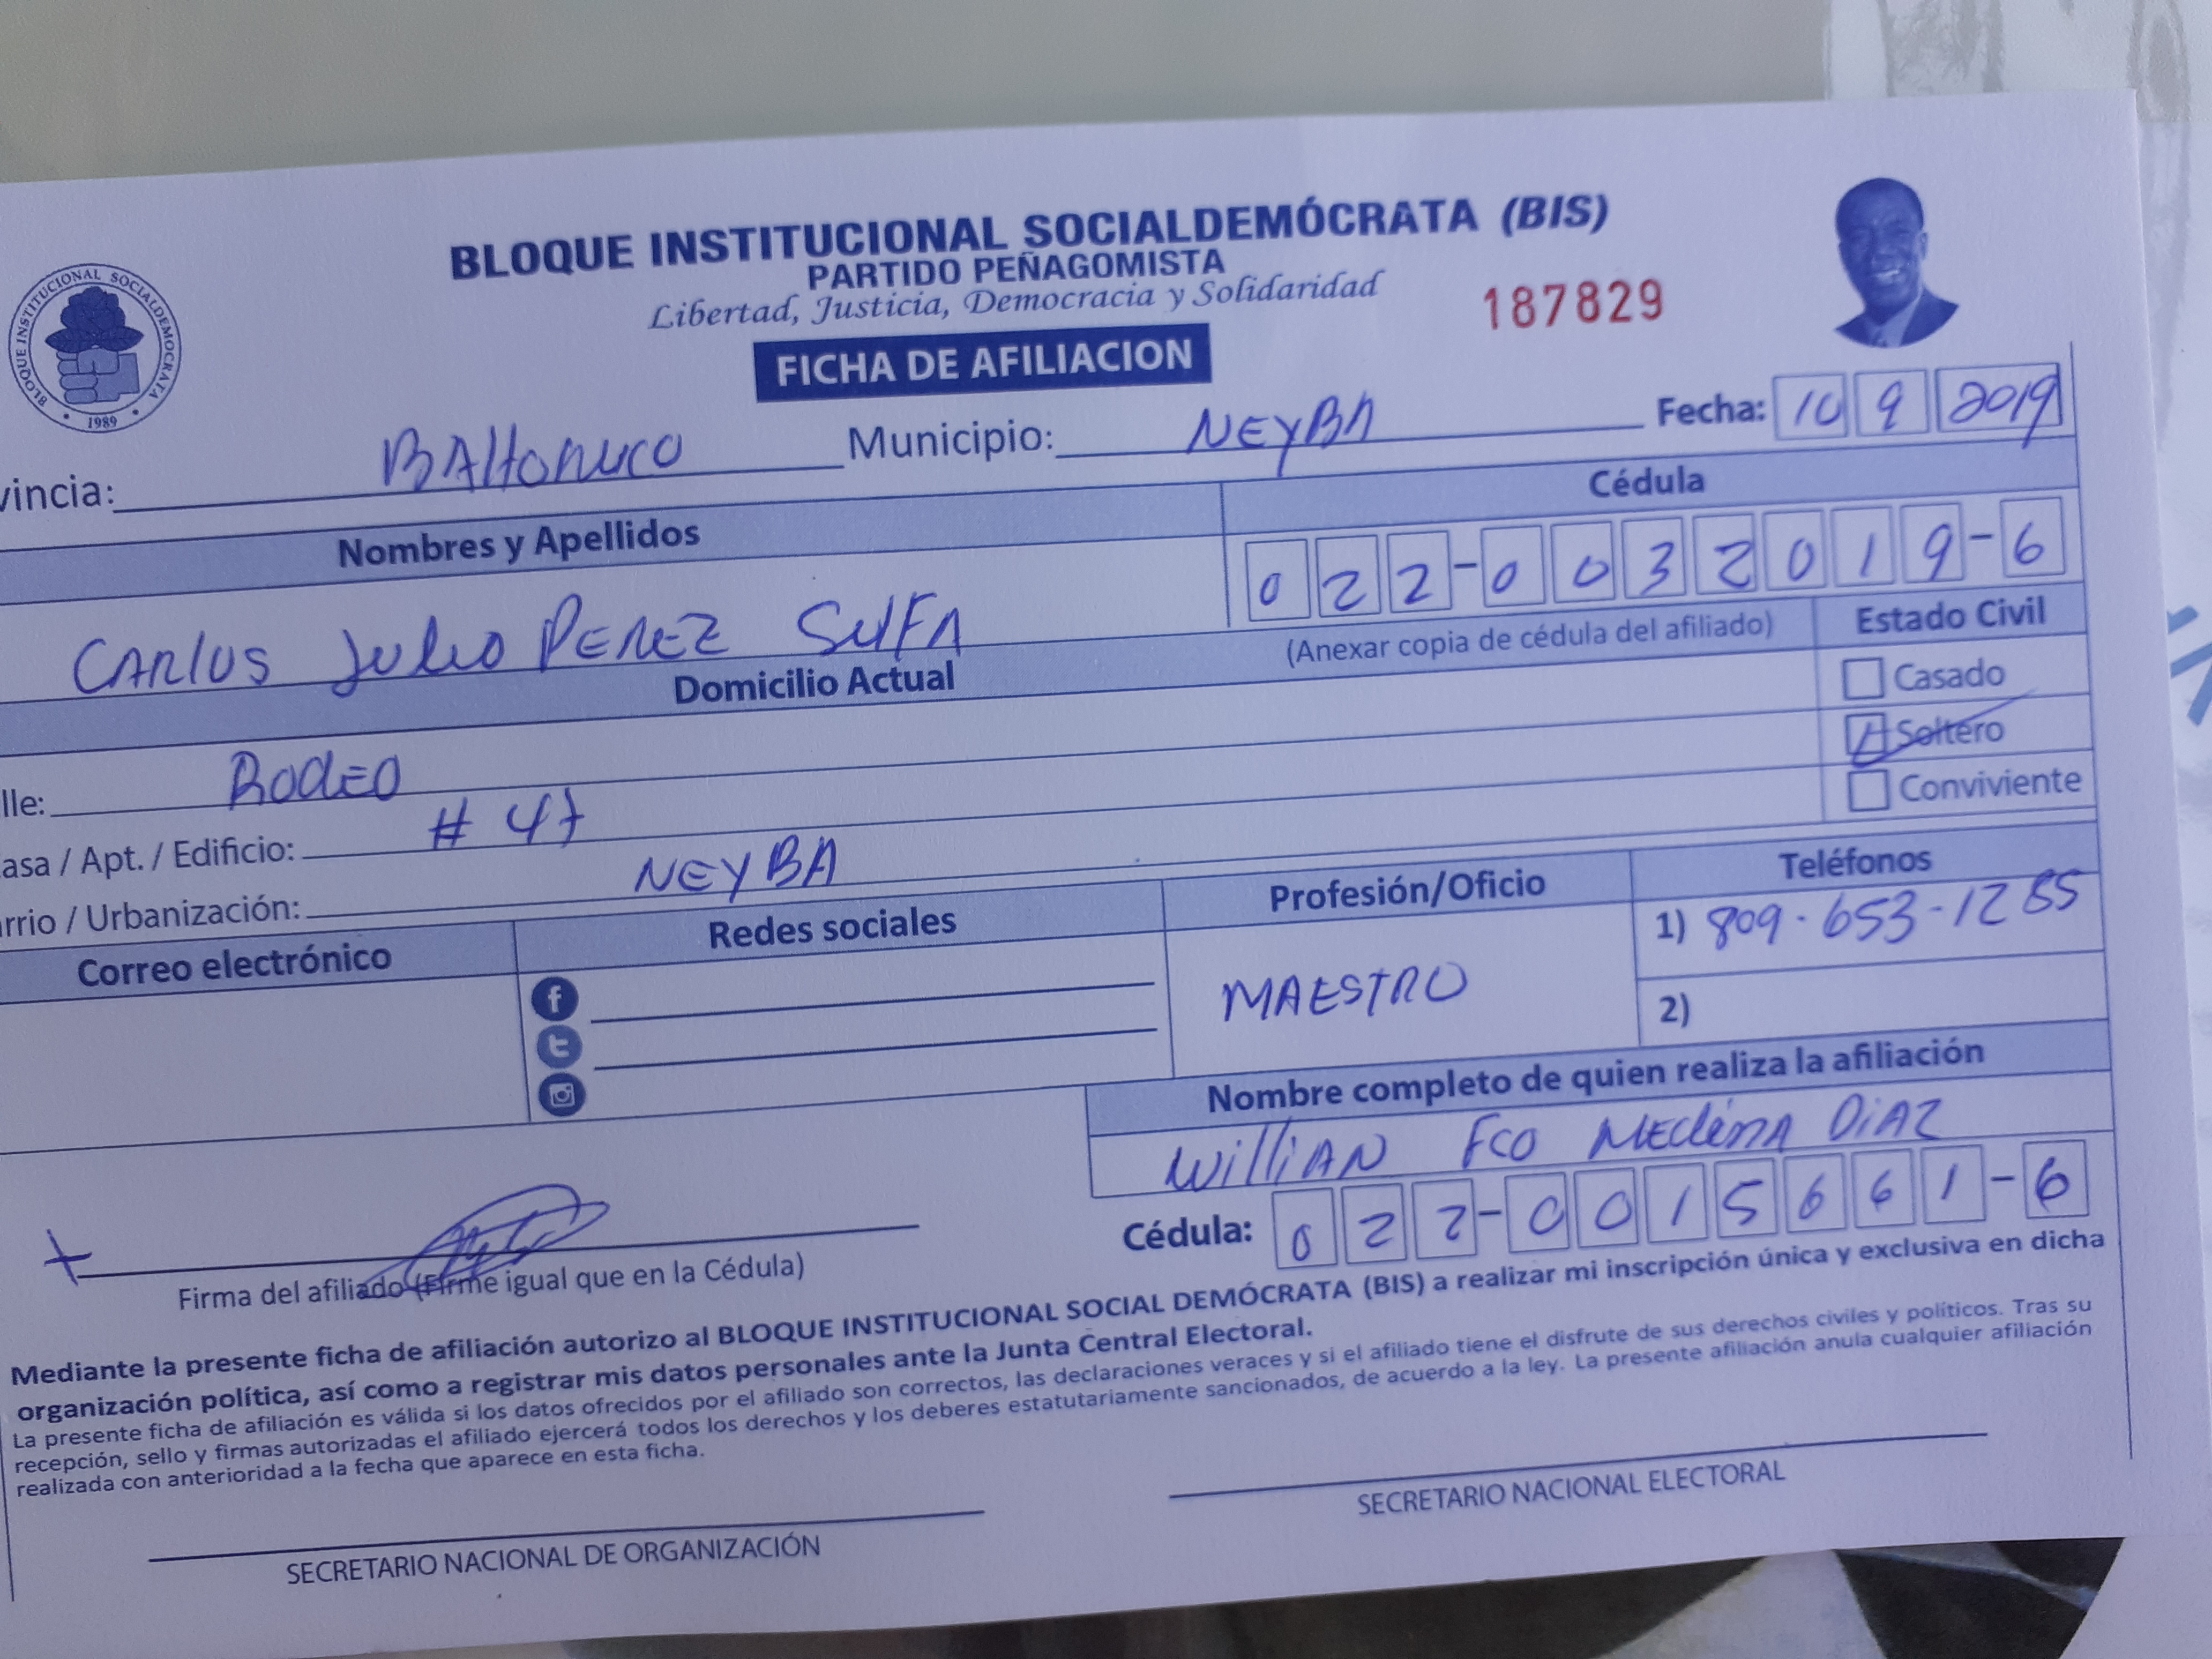 BLOQUE INSTITUCIONAL SOCIALDEMÓCRATA (BIS)
PARTIDO PEÑAGOMISTA
Libertad, Justicia, Democracia y Solidaridad
187829
FICHA DE AFILIACION
BLOQUE INSTITUCIONAL SOCIALDEMOCRATA
1989
vincia: BAHORUCO Municipio: NEYBA Fecha: 10 9 2019
Nombres y Apellidos Cédula
CARlOS Julio PEREZ 022-0032019-6
(Anexar copia de cédula del afiliado)
Domicilio Actual Estado Civil
Casado
lle: RodEO Soltero
asa / Apt. / Edificio: # 47 Conviviente
rrio / Urbanización: NEYBA
Correo electrónico Redes sociales Profesión/Oficio Teléfonos
MAESTRO 1) 809-653-1285
2)
Nombre completo de quien realiza la afiliación
WilliAN Fco MEdinA DiAZ
Cédula: 022-0015661-6
Firma del afiliado (Firme igual que en la Cédula)
Mediante la presente ficha de afiliación autorizo al BLOQUE INSTITUCIONAL SOCIAL DEMÓCRATA (BIS) a realizar mi inscripción única y exclusiva en dicha
organización política, así como a registrar mis datos personales ante la Junta Central Electoral.
La presente ficha de afiliación es válida si los datos ofrecidos por el afiliado son correctos, las declaraciones veraces y si el afiliado tiene el disfrute de sus derechos civiles y políticos. Tras su
recepción, sello y firmas autorizadas el afiliado ejercerá todos los derechos y los deberes estatutariamente sancionados, de acuerdo a la ley. La presente afiliación anula cualquier afiliación
realizada con anterioridad a la fecha que aparece en esta ficha.
SECRETARIO NACIONAL DE ORGANIZACIÓN SECRETARIO NACIONAL ELECTORAL